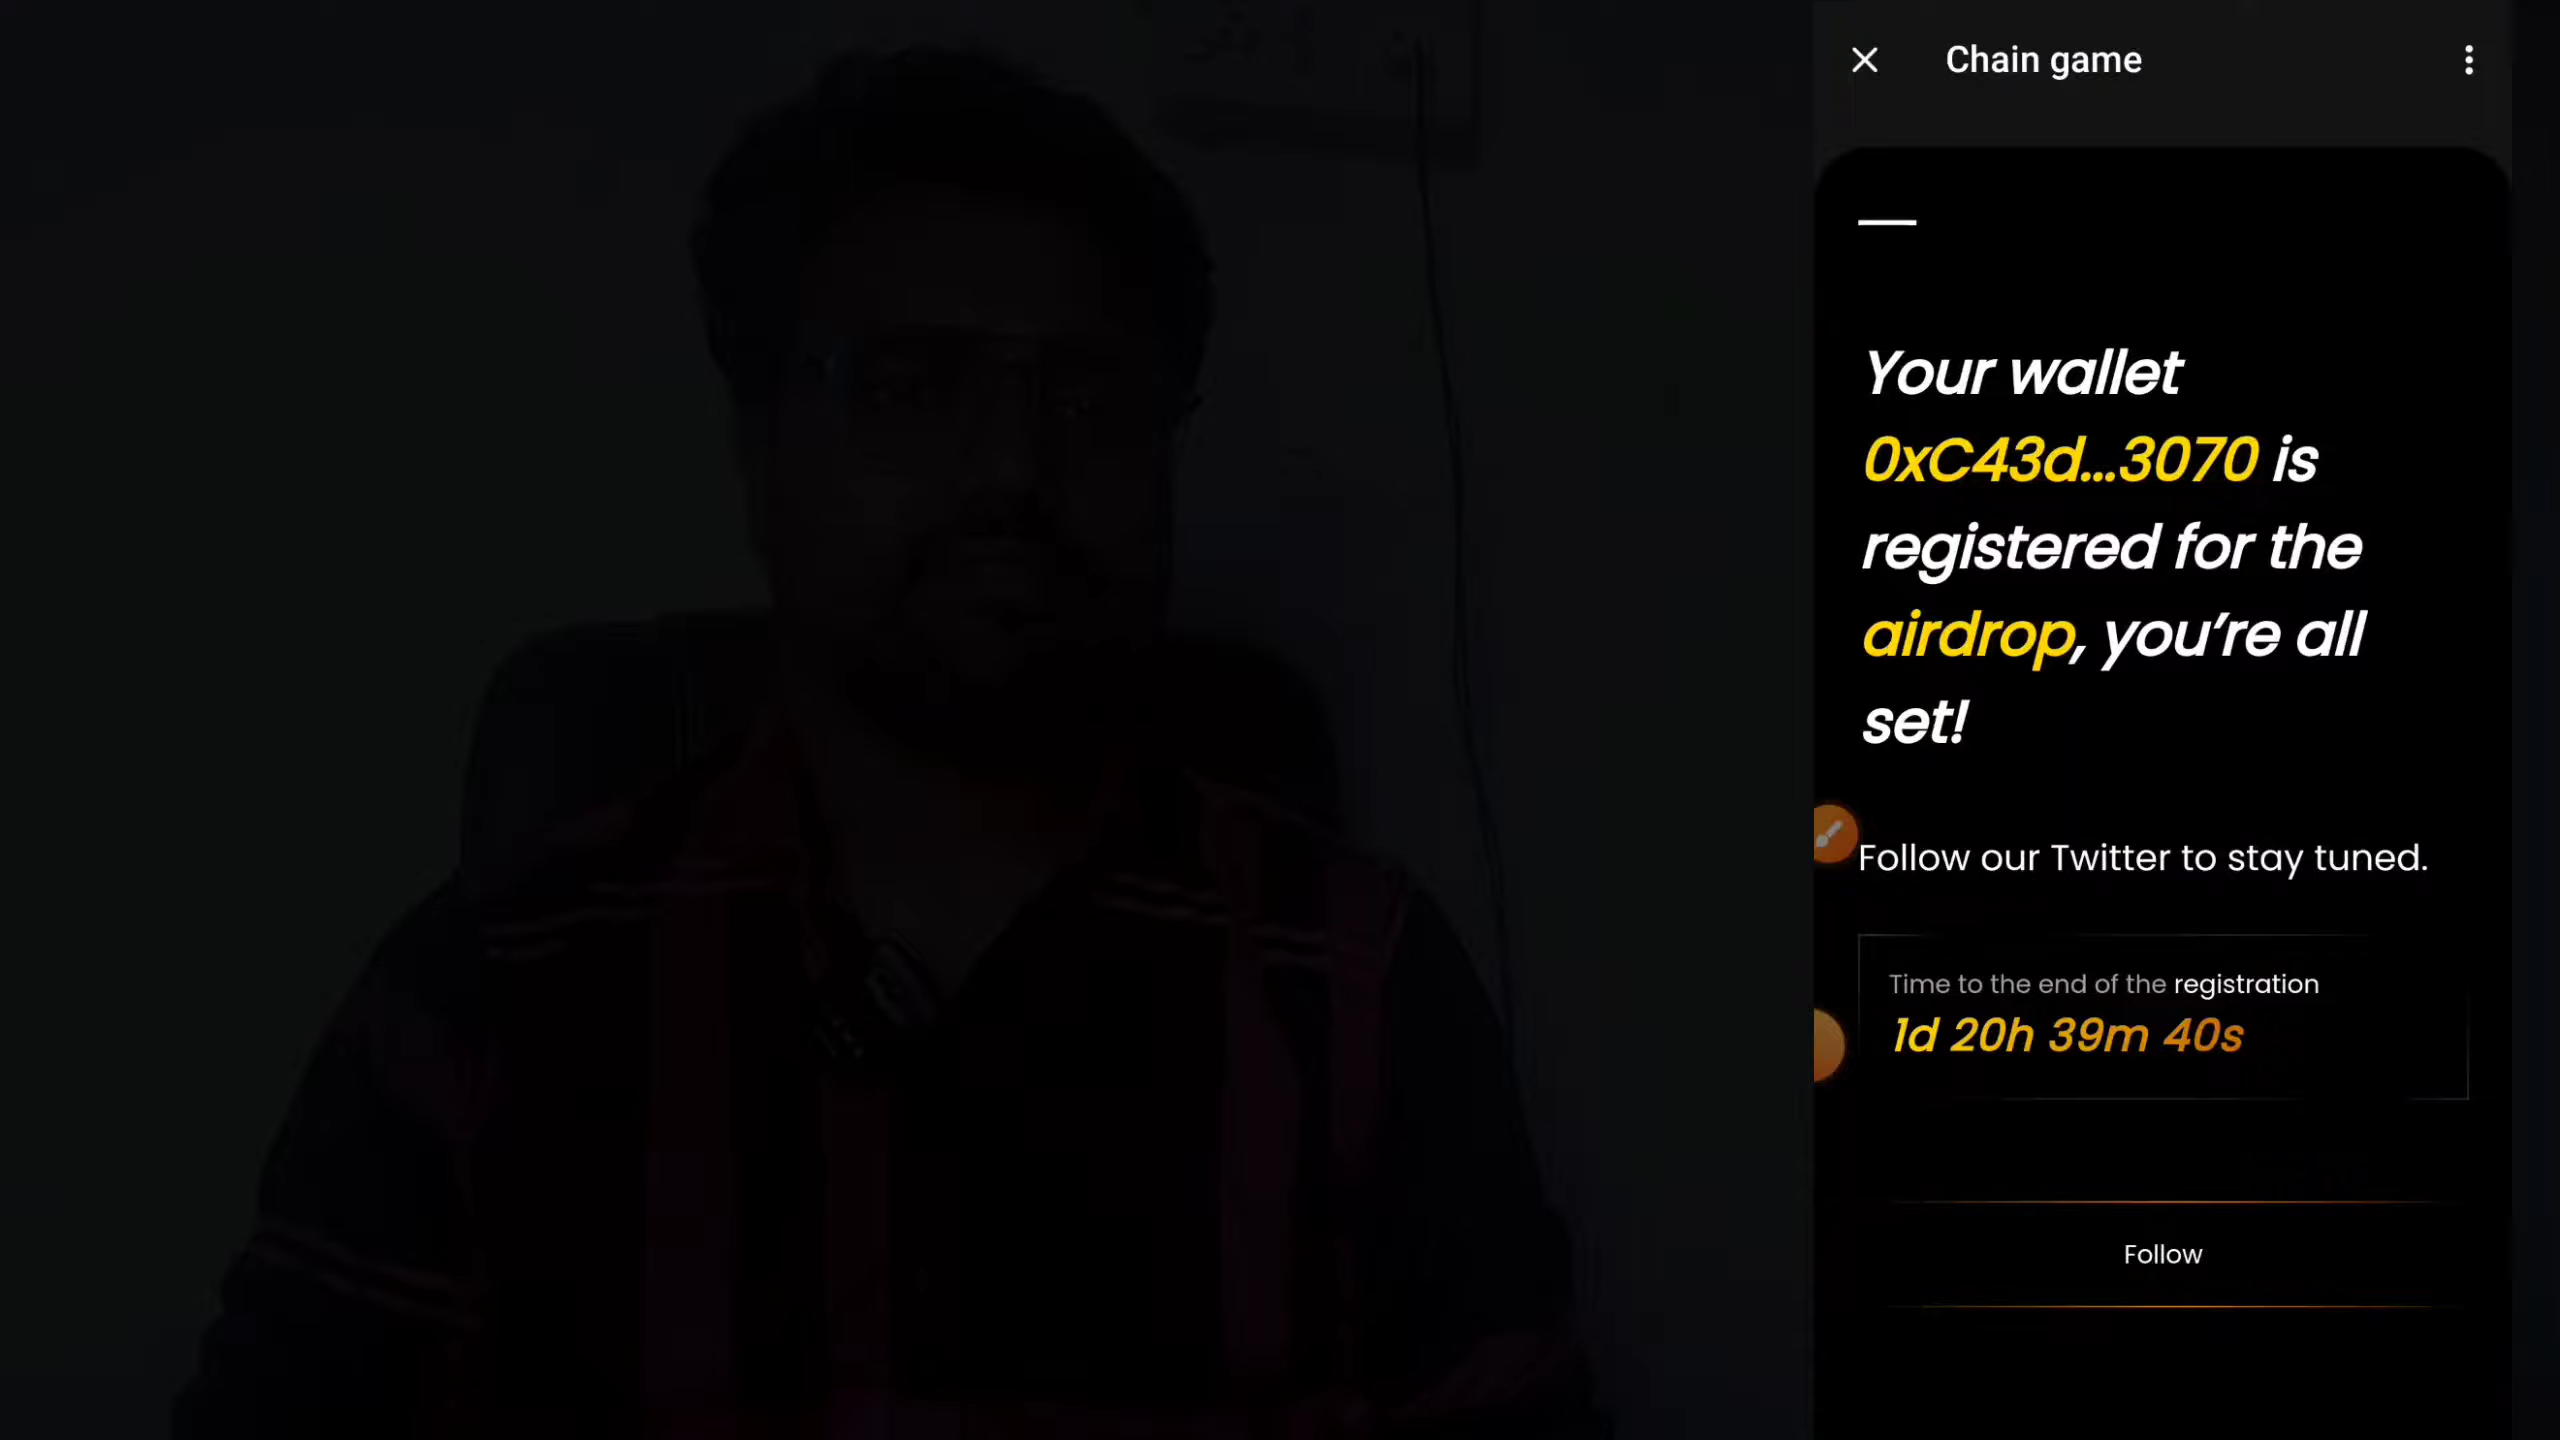 Chain game
Your wallet
0xC43d...3070 is
registered for the
airdrop, you’re all
set!
Follow our Twitter to stay tuned.
Time to the end of the registration
1d 20h 39m 40s
Follow